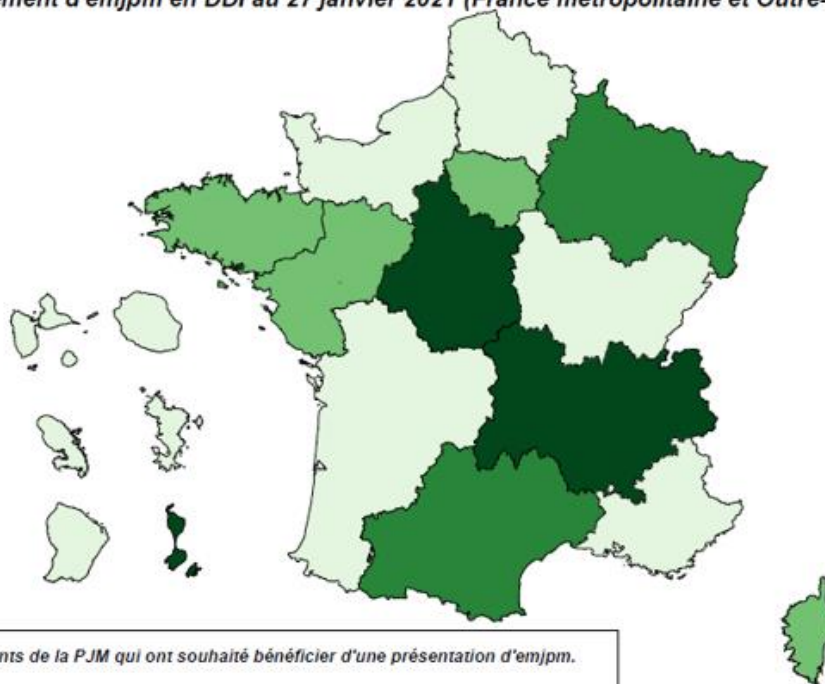 ement d'emjpm en DDI au 27 janvier 2021 (France métropolitaine et Outre-
nts de la PJM qui ont souhaité bénéficier d'une présentation d'emjpm.